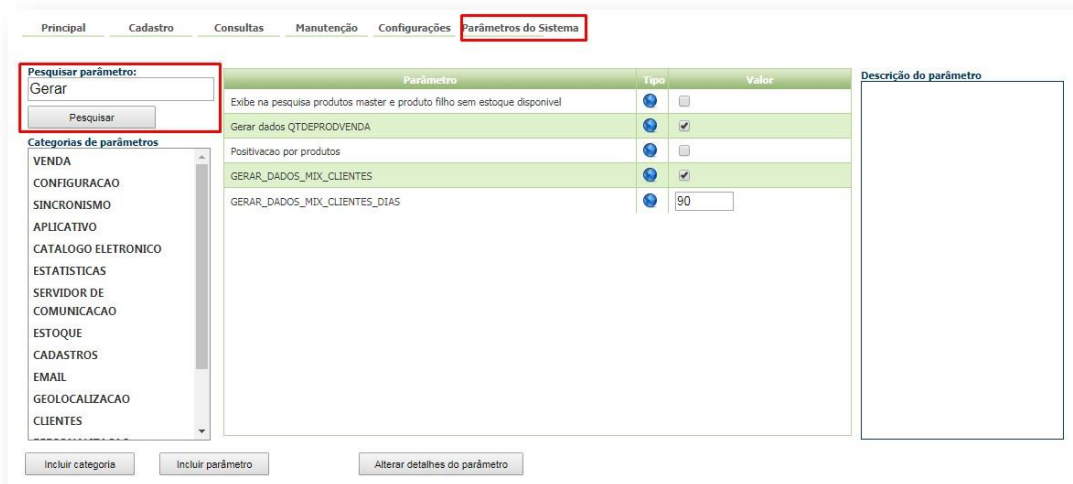 Principal Cadastro Consultas Manutenção Configurações Parâmetros do Sistema
Pesquisar parâmetro:
Gerar
Pesquisar
Categorias de parâmetros
VENDA
CONFIGURACAO
SINCRONISMO
APLICATIVO
CATALOGO ELETRONICO
ESTATISTICAS
SERVIDOR DE
COMUNICACAO
ESTOQUE
CADASTROS
EMAIL
GEOLOCALIZACAO
CLIENTES
Parâmetro Tipo Valor
Exibe na pesquisa produtos master e produto filho sem estoque disponivel
Gerar dados QTDEPRODVENDA
Positivacao por produtos
GERAR_DADOS_MIX_CLIENTES
GERAR_DADOS_MIX_CLIENTES_DIAS 90
Descrição do parâmetro
Incluir categoria Incluir parâmetro Alterar detalhes do parâmetro